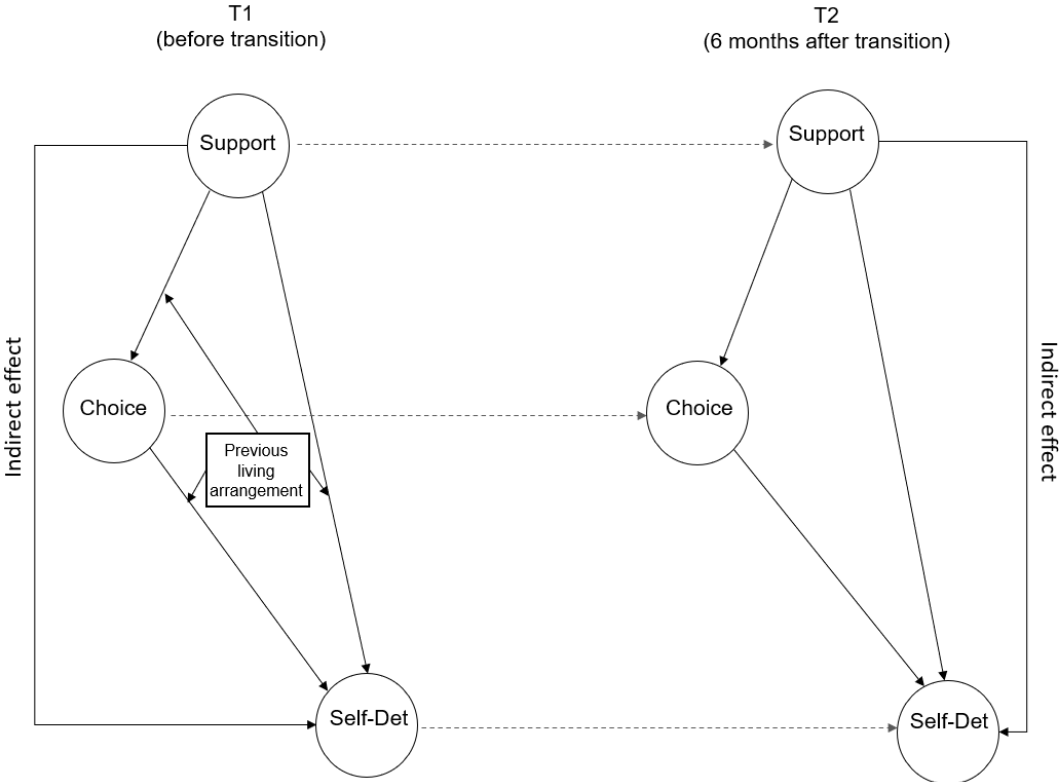 T1
(before transition)
T2
(6 months after transition)
Support
Support
Indirect effect
Choice
Choice
Indirect effect
Previous
living
arrangement
Self-Det
Self-Det